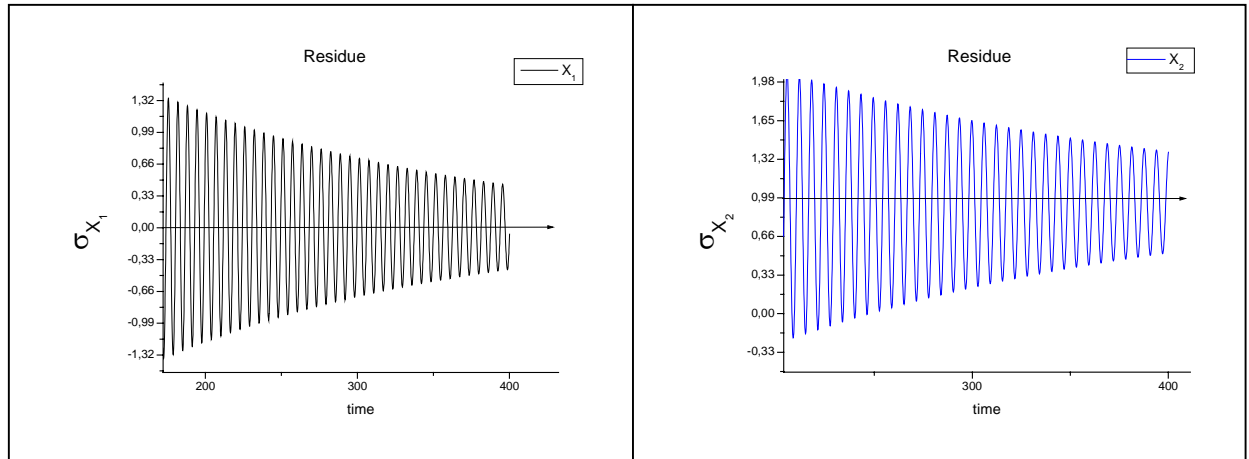 Residue
X₁
1,32
0,99
0,66
0,33
0,00
-0,33
-0,66
-0,99
-1,32
σX₁
200
300
400
time
Residue
X₂
1,98
1,65
1,32
0,99
0,66
0,33
0,00
-0,33
σX₂
300
400
time